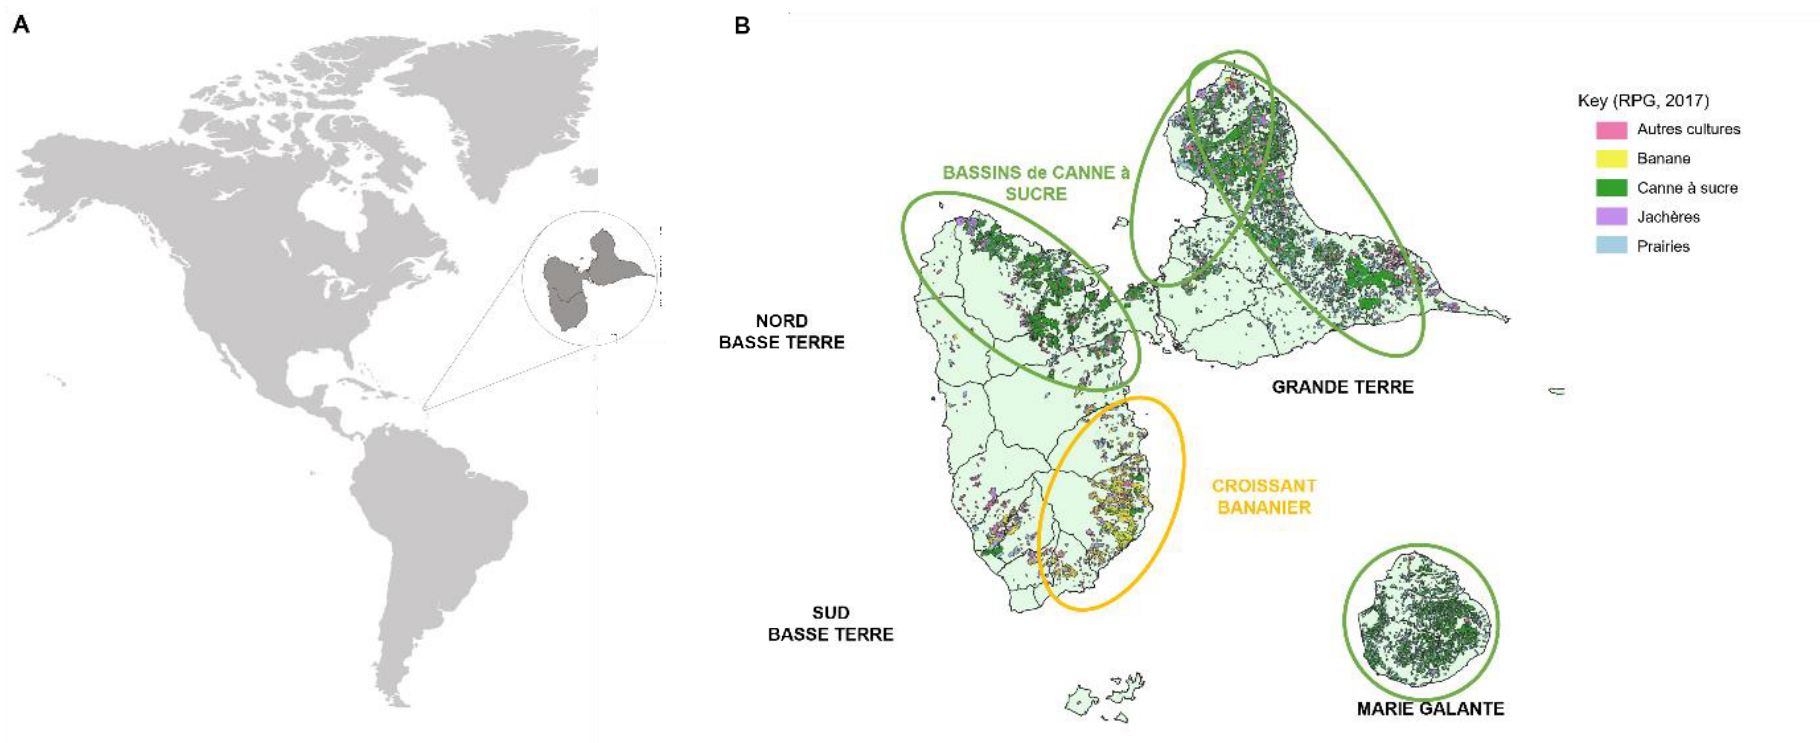 A
B
Key (RPG, 2017)
Autres cultures
Banane
Canne à sucre
Jachères
Prairies
BASSINS de CANNE à
SUCRE
NORD
BASSE TERRE
GRANDE TERRE
CROISSANT
BANANIER
SUD
BASSE TERRE
MARIE GALANTE